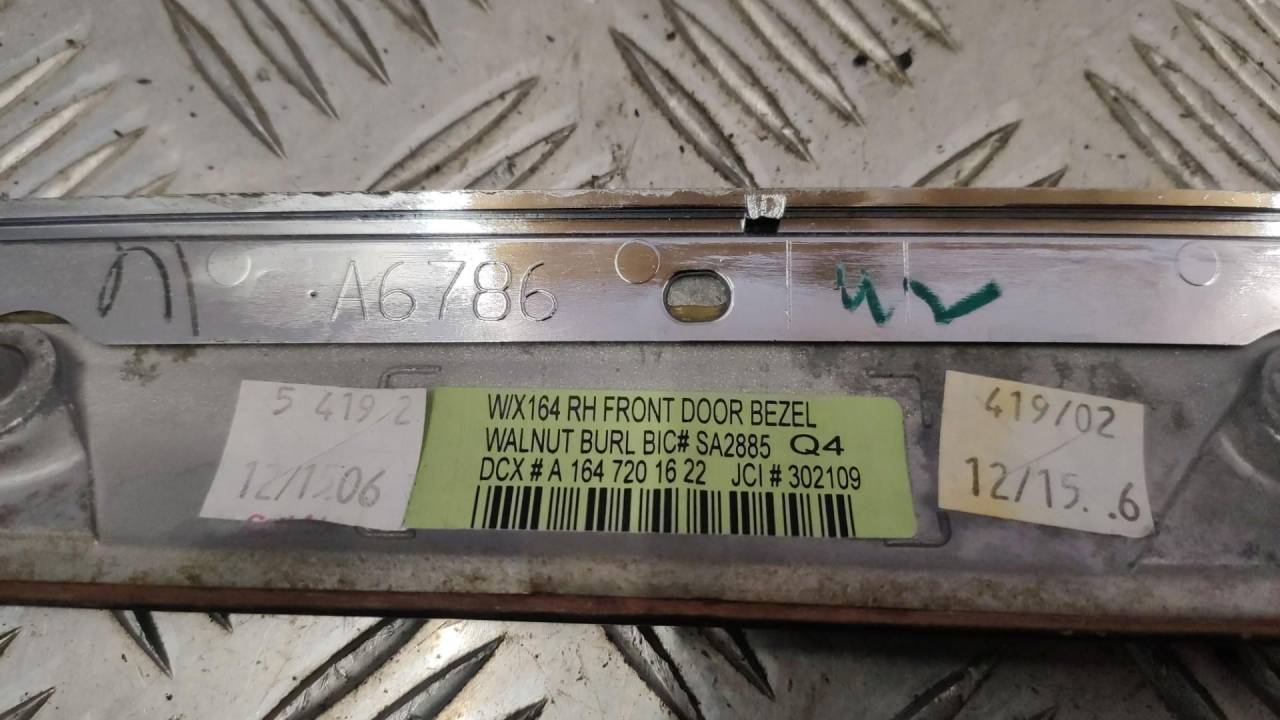 A6786
5 419/2
12/15 06
W/X164 RH FRONT DOOR BEZEL
WALNUT BURL BIC# SA2885 Q4
DCX # A 164 720 16 22 JCI # 302109
419/02
12/15. .6